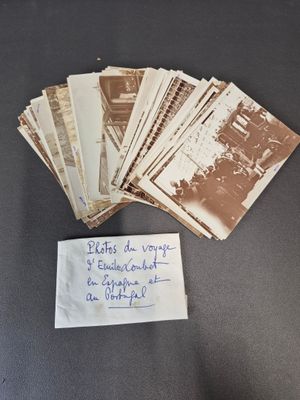 Photos du voyage
d'Emile Loubet
en Espagne et
au Portugal